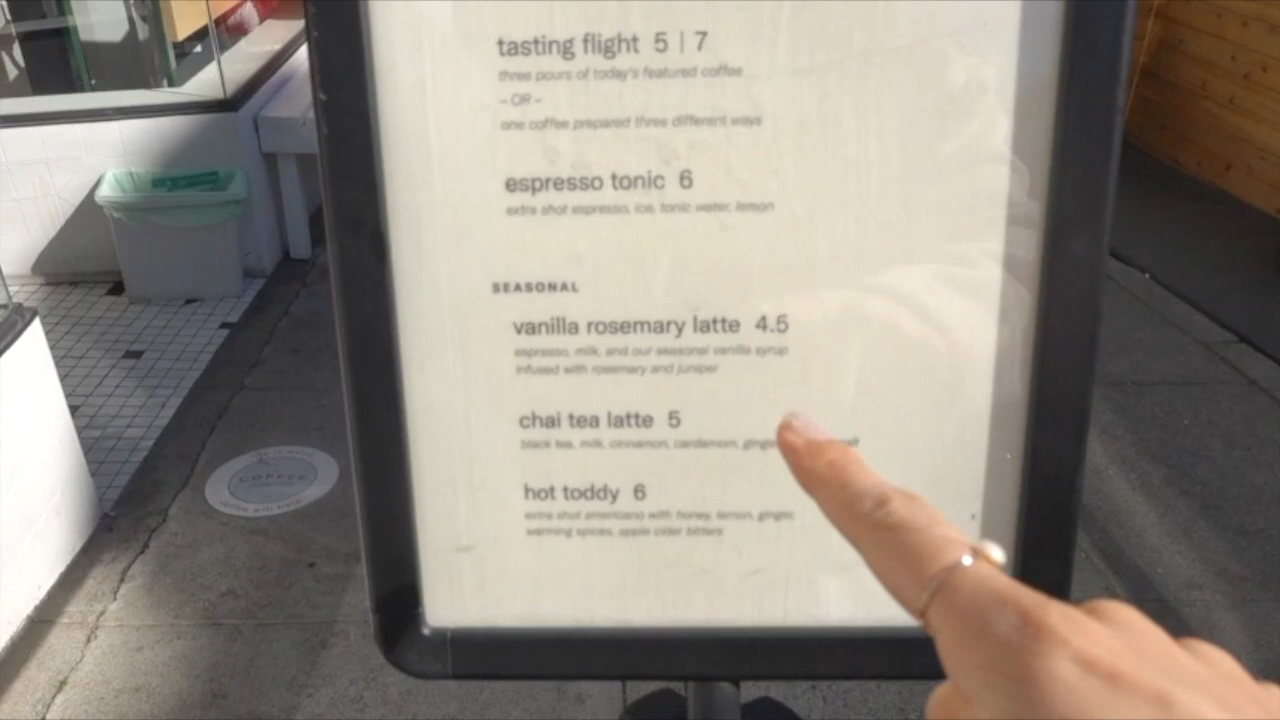 tasting flight 5 | 7
three pours of today's featured coffee
- OR -
one coffee prepared three different ways
espresso tonic 6
extra shot espresso, ice, tonic water, lemon
SEASONAL
vanilla rosemary latte 4.5
espresso, milk, and our seasonal vanilla syrup
infused with rosemary and juniper
chai tea latte 5
black tea, milk, cinnamon, cardamom,
hot toddy 6
extra shot americano with honey, lemon, ginger,
warming spices, apple cider bitters
COFFEE